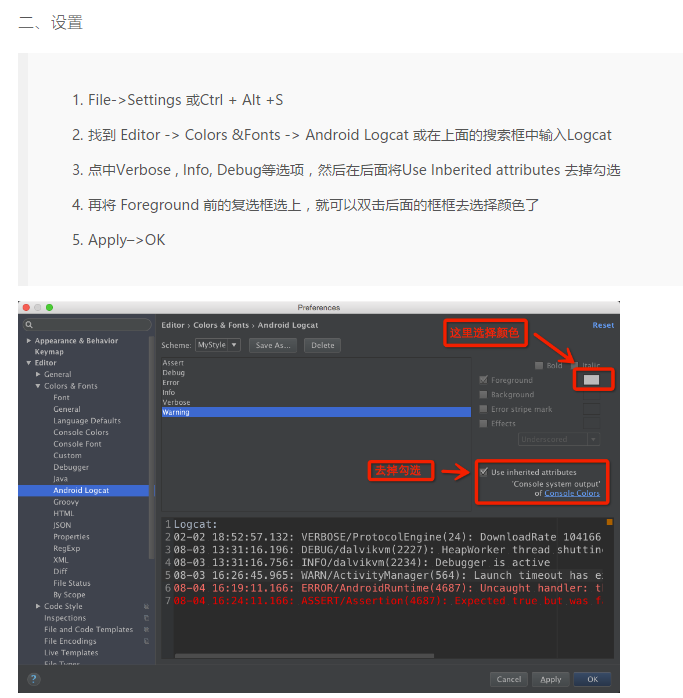 二、设置
1. File->Settings 或Ctrl + Alt +S
2. 找到 Editor -> Colors &Fonts -> Android Logcat 或在上面的搜索框中输入Logcat
3. 点中Verbose , Info, Debug等选项，然后在后面将Use Inberited attributes 去掉勾选
4. 再将 Foreground 前的复选框选上，就可以双击后面的框框去选择颜色了
5. Apply–>OK
Preferences
Editor › Colors & Fonts › Android Logcat
这里选择颜色
Reset
Scheme: MyStyle Save As... Delete
Appearance & Behavior
Keymap
Editor
General
Colors & Fonts
Font
General
Language Defaults
Console Colors
Console Font
Custom
Debugger
Java
Android Logcat
Groovy
HTML
JSON
Properties
RegExp
XML
Diff
File Status
By Scope
Code Style
Inspections
File and Code Templates
File Encodings
Live Templates
File Types
Assert
Debug
Error
Info
Verbose
Warning
Bold Italic
Foreground
Background
Error stripe mark
Effects
Underscored
去掉勾选
Use inherited attributes
'Console system output'
of Console Colors
1 Logcat:
2 02-02 18:52:57.132: VERBOSE/ProtocolEngine(24): DownloadRate 104166
3 08-03 13:31:16.196: DEBUG/dalvikvm(2227): HeapWorker thread shuttin
4 08-03 13:31:16.756: INFO/dalvikvm(2234): Debugger is active
5 08-03 16:26:45.965: WARN/ActivityManager(564): Launch timeout has e
6 08-04 16:19:11.166: ERROR/AndroidRuntime(4687): Uncaught handler: t
7 08-04 16:24:11.166: ASSERT/Assertion(4687): Expected true but was f
? Cancel Apply OK